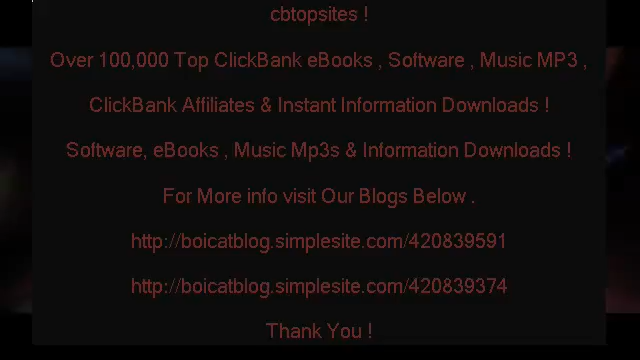 cbtopsites !
Over 100,000 Top ClickBank eBooks , Software , Music MP3 ,
ClickBank Affiliates & Instant Information Downloads !
Software, eBooks , Music Mp3s & Information Downloads !
For More info visit Our Blogs Below .
http://boicatblog.simplesite.com/420839591
http://boicatblog.simplesite.com/420839374
Thank You !